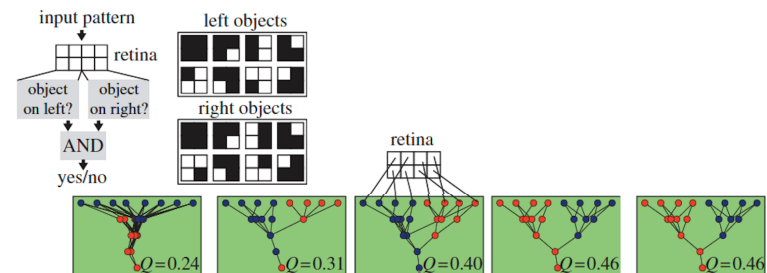 input pattern
retina
object
on left?
object
on right?
AND
yes/no
left objects
right objects
retina
Q=0.24
Q=0.31
Q=0.40
Q=0.46
Q=0.46